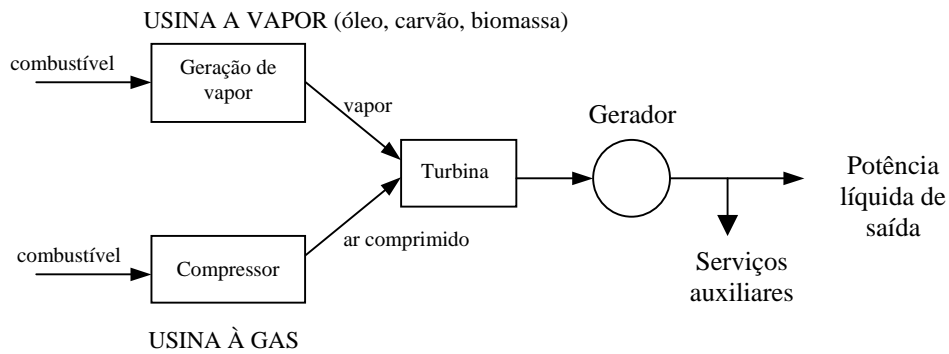 USINA A VAPOR (óleo, carvão, biomassa)
combustível
Geração de
vapor
vapor
Gerador
Turbina
Potência
líquida de
saída
combustível
Compressor
ar comprimido
Serviços
auxiliares
USINA À GAS